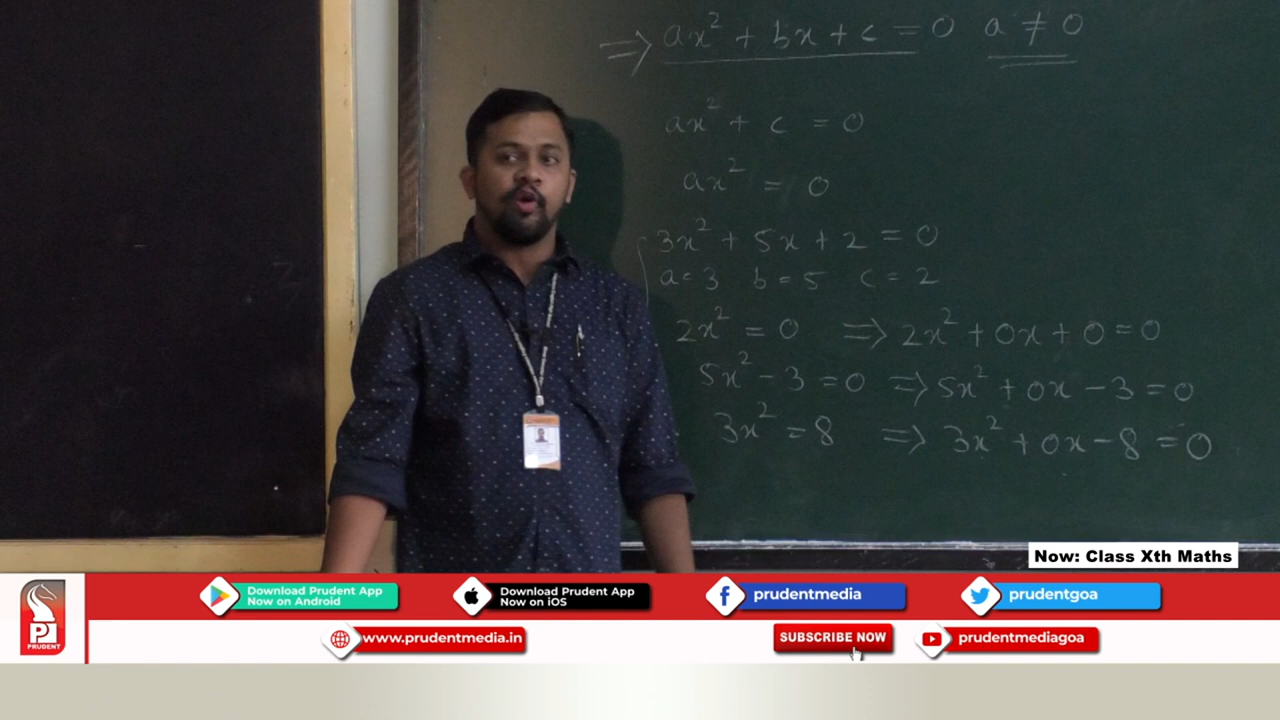 ⇒ ax² + bx + c = 0 a ≠ 0
ax² + c = 0
ax² = 0
3x² + 5x + 2 = 0
a = 3 b = 5 c = 2
2x² = 0 ⇒ 2x² + 0x + 0 = 0
5x² - 3 = 0 ⇒ 5x² + 0x - 3 = 0
3x² = 8 ⇒ 3x² + 0x - 8 = 0
Now: Class Xth Maths
Download Prudent App
Now on Android
Download Prudent App
Now on iOS
prudentmedia
prudentgoa
PRUDENT
www.prudentmedia.in
SUBSCRIBE NOW
prudentmediagoa